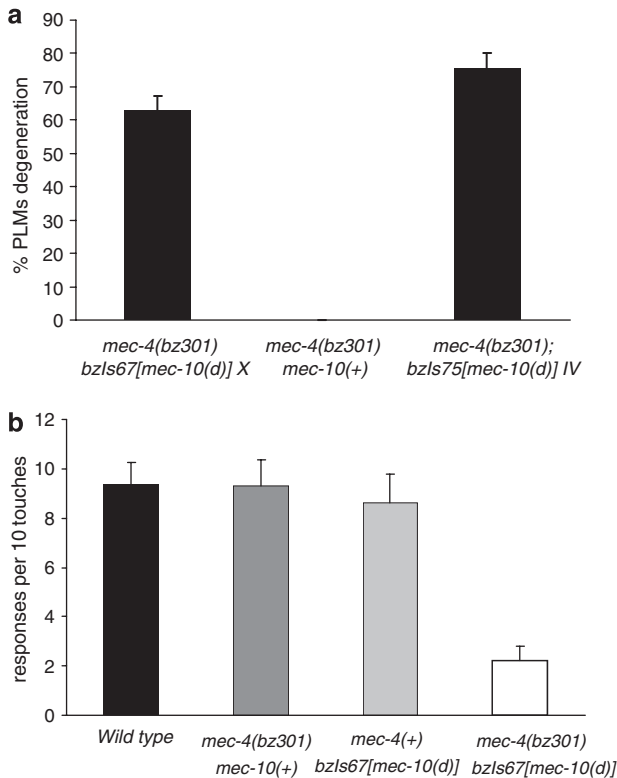 a
% PLMs degeneration
90
80
70
60
50
40
30
20
10
0
mec-4(bz301) bzIs67[mec-10(d)] X
mec-4(bz301) mec-10(+)
mec-4(bz301); bzIs75[mec-10(d)] IV
b
responses per 10 touches
12
10
8
6
4
2
0
Wild type
mec-4(bz301) mec-10(+)
mec-4(+) bzIs67[mec-10(d)]
mec-4(bz301) bzIs67[mec-10(d)]